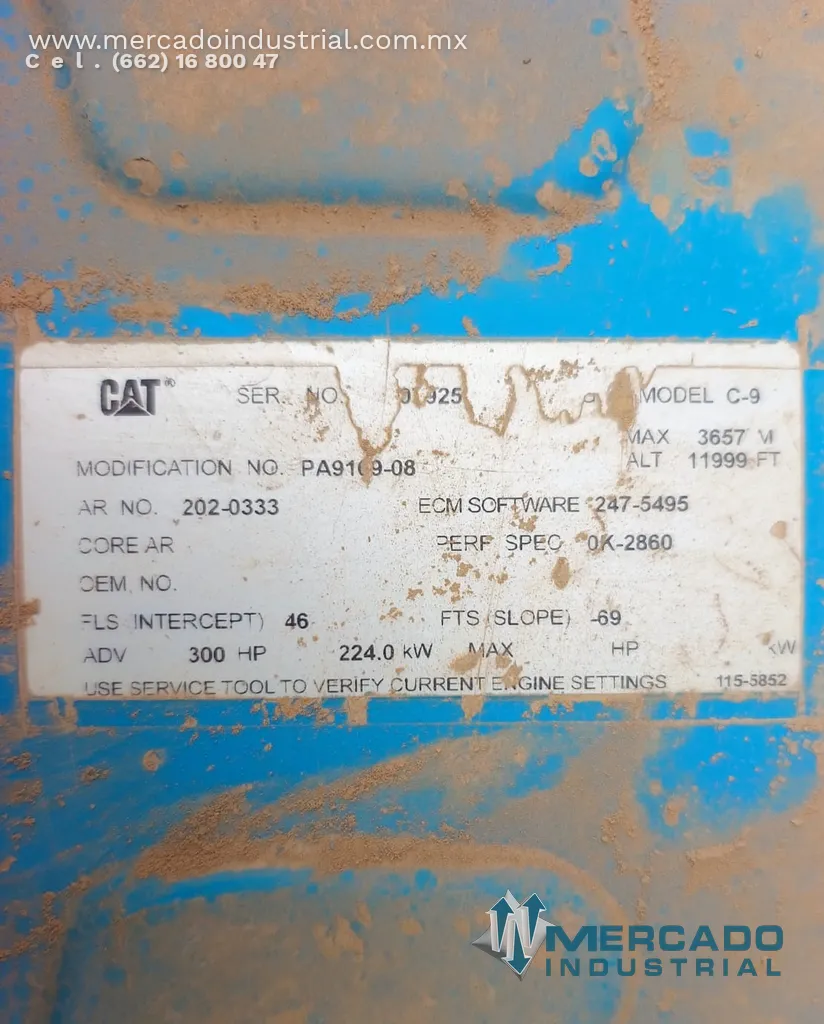 www.mercadoindustrial.com.mx
Cel. (662) 16 800 47
CAT® SER. NO. MODEL C-9
MAX 3657 M
ALT 11999 FT
MODIFICATION NO. PA9109-08
AR NO. 202-0333 ECM SOFTWARE 247-5495
CORE AR PERF SPEC 0K-2860
OEM NO.
FLS (INTERCEPT) 46 FTS (SLOPE) -69
ADV 300 HP 224.0 kW MAX HP kW
USE SERVICE TOOL TO VERIFY CURRENT ENGINE SETTINGS 115-5852
MERCADO
INDUSTRIAL